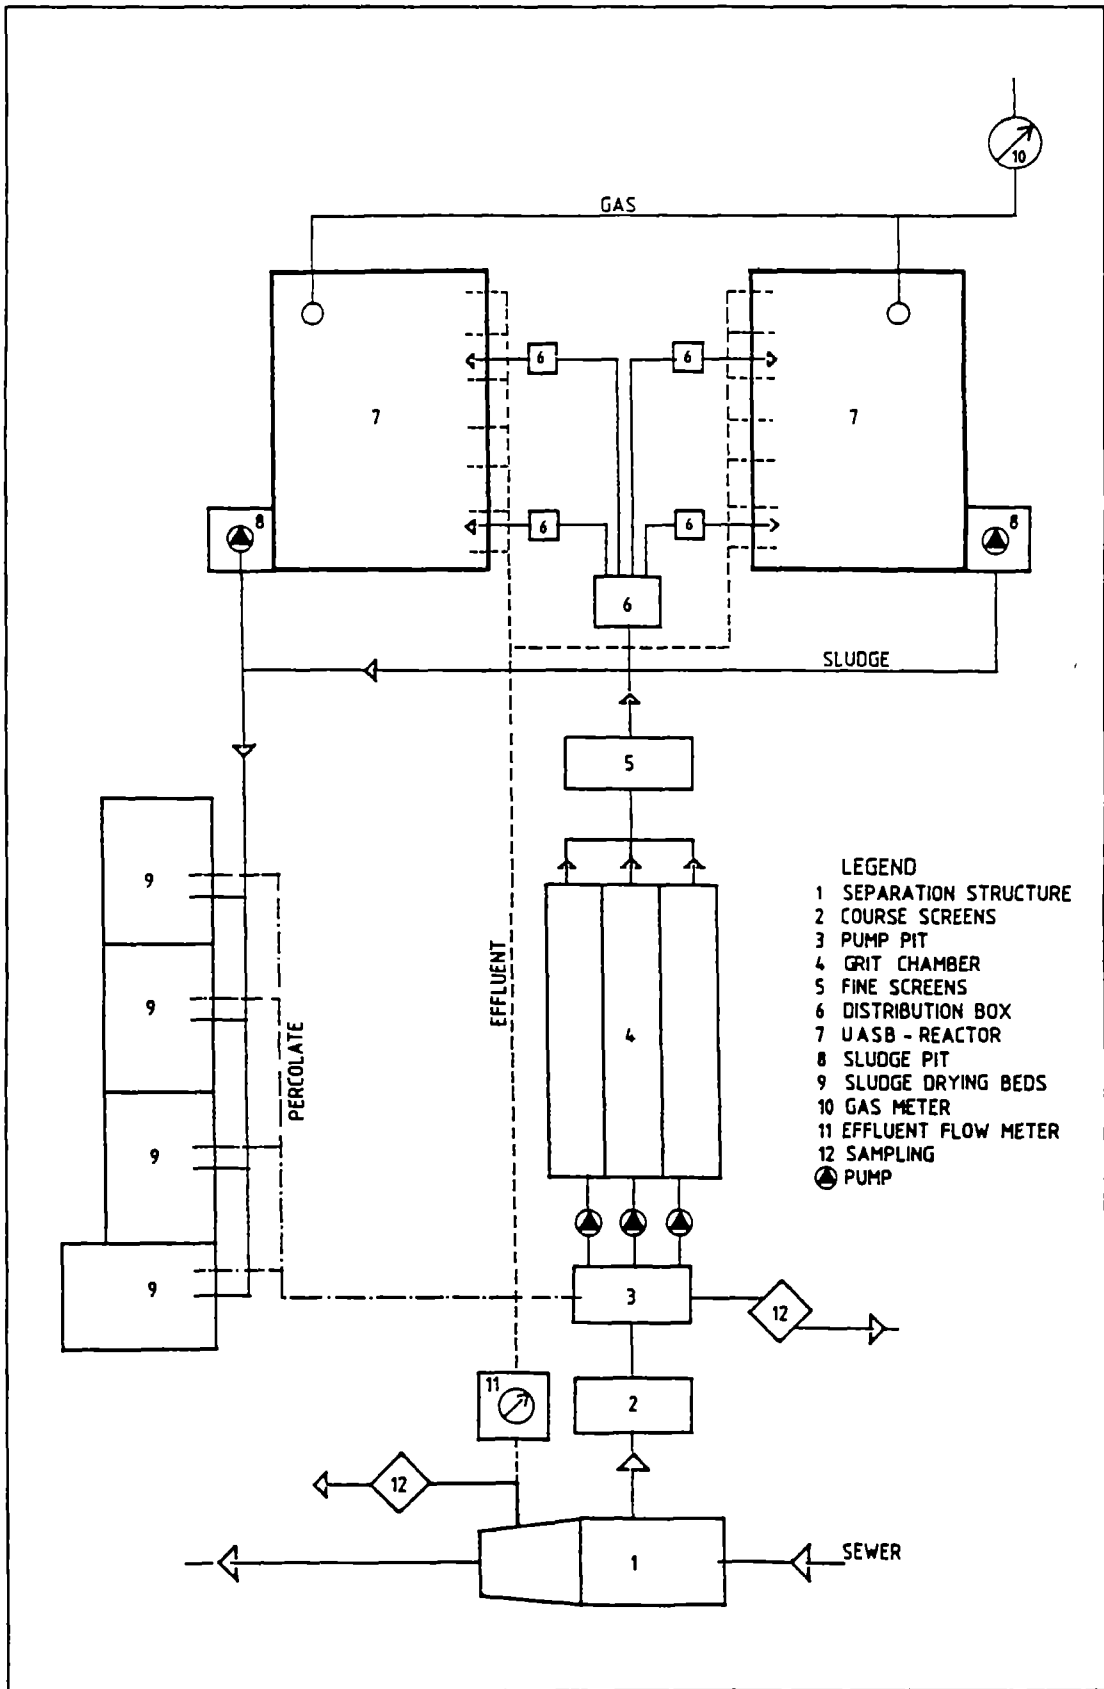 10
GAS
6
6
7
7
8
6
6
8
6
SLUDGE
5
9
LEGEND
1 SEPARATION STRUCTURE
2 COURSE SCREENS
3 PUMP PIT
4 GRIT CHAMBER
5 FINE SCREENS
6 DISTRIBUTION BOX
7 UASB - REACTOR
8 SLUDGE PIT
9 SLUDGE DRYING BEDS
10 GAS METER
11 EFFLUENT FLOW METER
12 SAMPLING
PUMP
EFFLUENT
9
PERCOLATE
4
9
9
3
12
11
2
12
1
SEWER